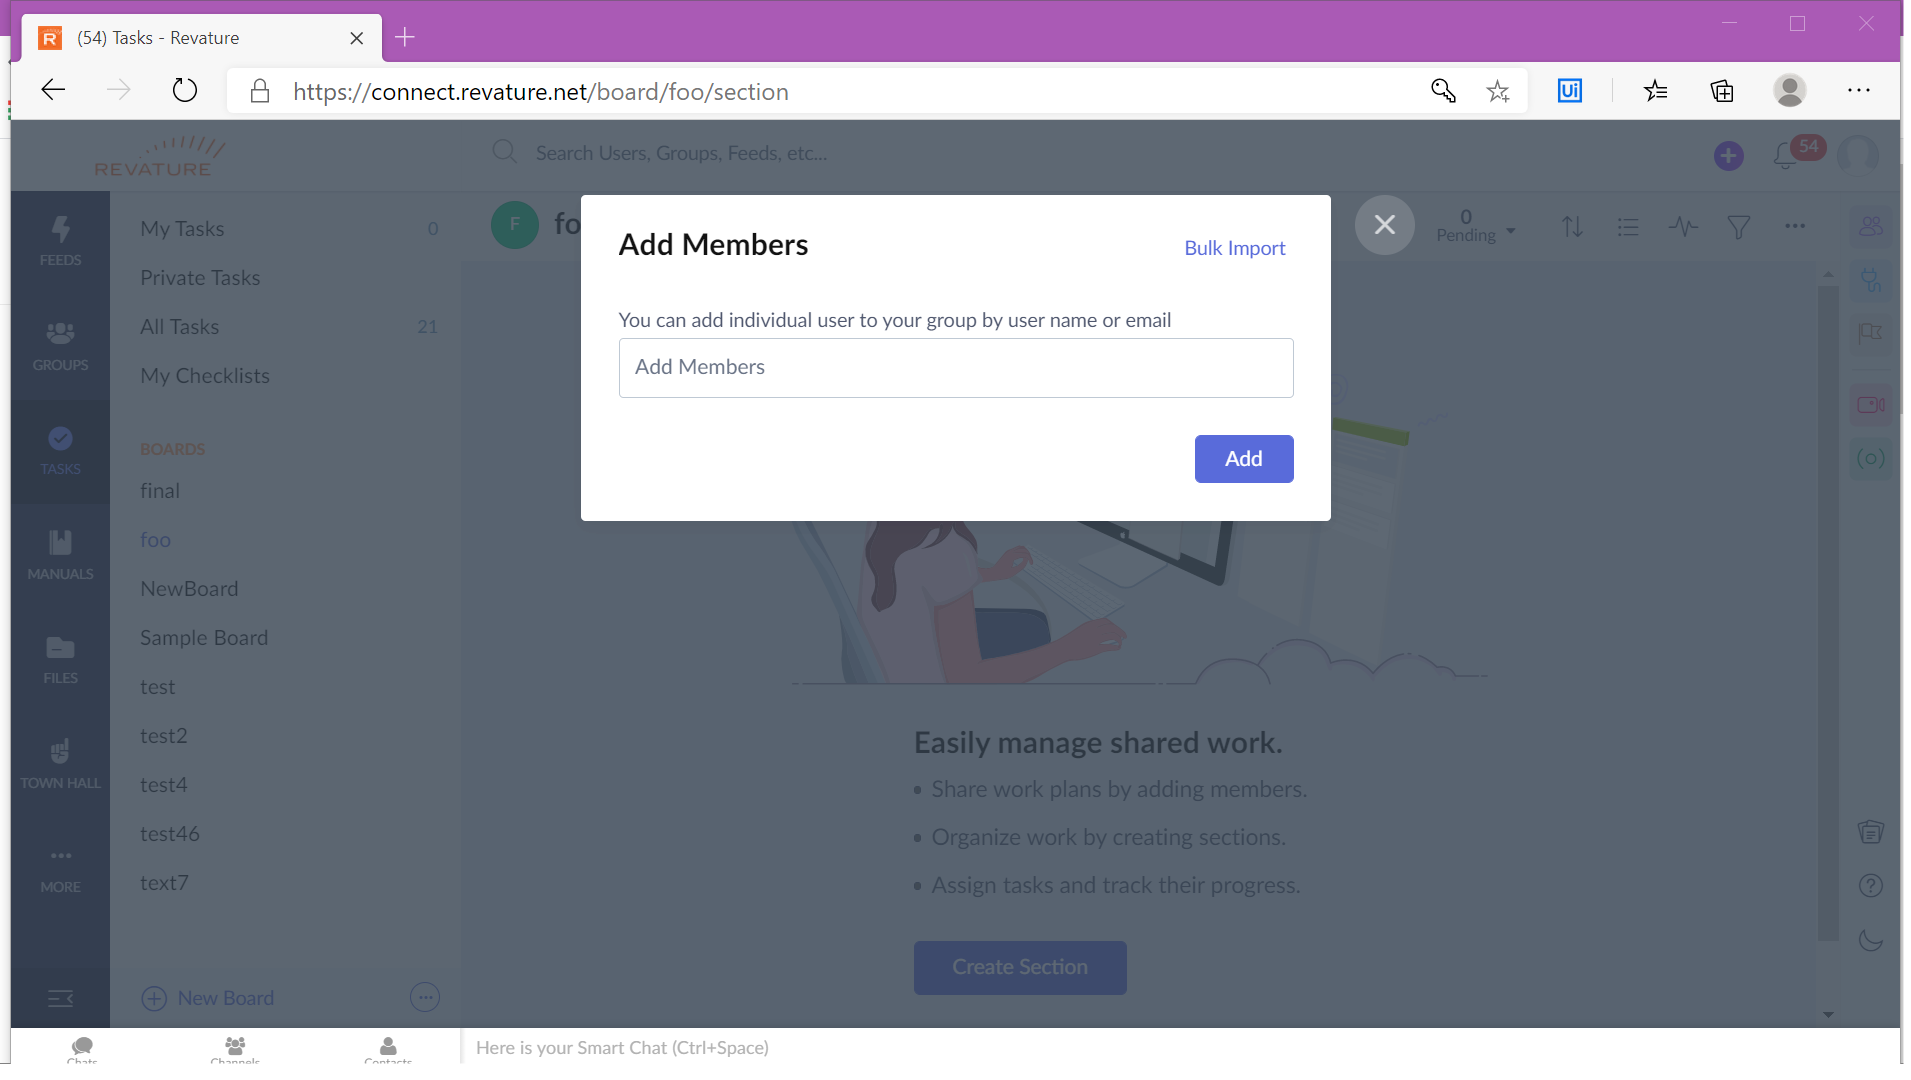 (54) Tasks - Revature
https://connect.revature.net/board/foo/section
Ui
REVATURE
Search Users, Groups, Feeds, etc...
54
FEEDS
GROUPS
TASKS
MANUALS
FILES
TOWN HALL
MORE
My Tasks 0
Private Tasks
All Tasks 21
My Checklists
BOARDS
final
foo
NewBoard
Sample Board
test
test2
test4
test46
text7
New Board
F fo
0
Pending
Add Members
Bulk Import
You can add individual user to your group by user name or email
Add Members
Add
Easily manage shared work.
• Share work plans by adding members.
• Organize work by creating sections.
• Assign tasks and track their progress.
Create Section
Chats
Channels
Contacts
Here is your Smart Chat (Ctrl+Space)